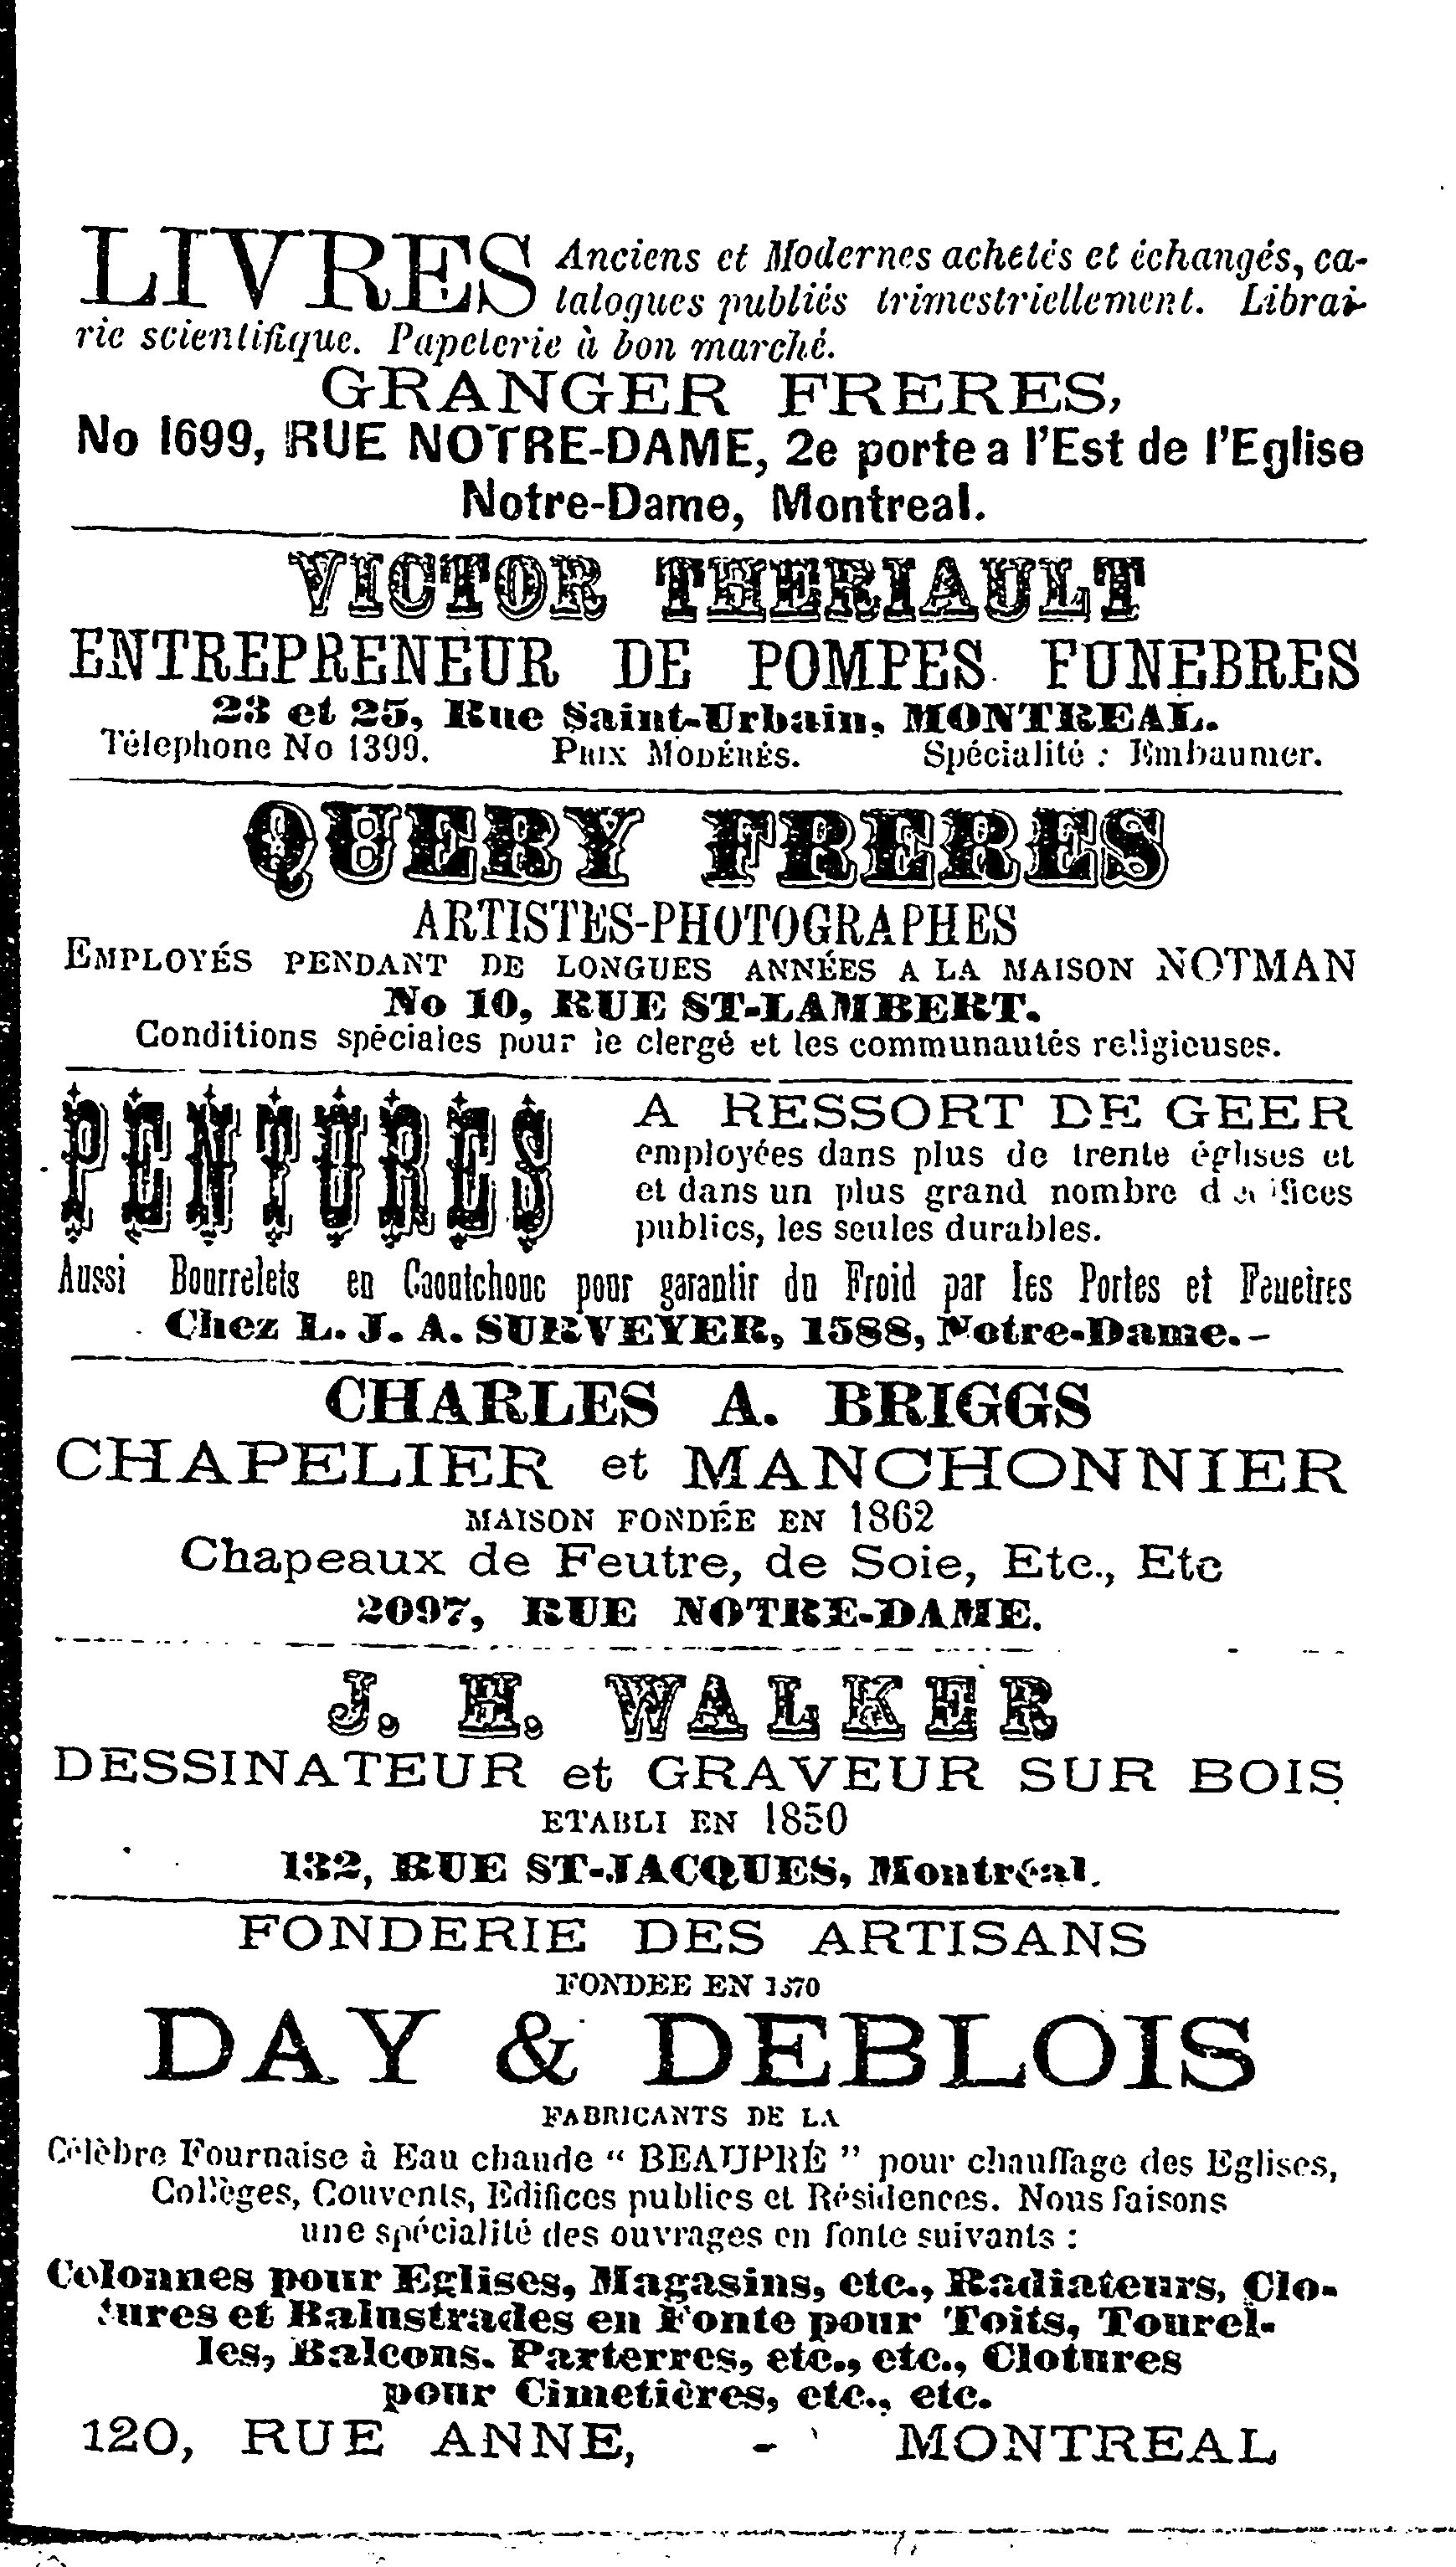 LIVRES Anciens et Modernes achetés et échangés, ca-
talogues publiés trimestriellement. Librai-
rie scientifique. Papeterie à bon marché.
GRANGER FRERES,
No 1699, RUE NOTRE-DAME, 2e porte a l'Est de l'Eglise
Notre-Dame, Montreal.
VICTOR THERIAULT
ENTREPRENEUR DE POMPES FUNEBRES
23 et 25, Rue Saint-Urbain, MONTREAL.
Télephone No 1399. PRIX MODÉRÉS. Spécialité : Embaumer.
QUERY FRERES
ARTISTES-PHOTOGRAPHES
EMPLOYÉS PENDANT DE LONGUES ANNÉES A LA MAISON NOTMAN
No 10, RUE ST-LAMBERT.
Conditions spéciales pour le clergé et les communautés religieuses.
PENTURES A RESSORT DE GEER
employées dans plus de trente églises et
et dans un plus grand nombre
publics, les seules durables.
Aussi Bourrelets en Caoutchouc pour garantir du Froid par les Portes et Fenetres
Chez L. J. A. SURVEYER, 1588, Notre-Dame.-
CHARLES A. BRIGGS
CHAPELIER et MANCHONNIER
MAISON FONDÉE EN 1862
Chapeaux de Feutre, de Soie, Etc., Etc
2097, RUE NOTRE-DAME.
J. H. WALKER
DESSINATEUR et GRAVEUR SUR BOIS
ETABLI EN 1850
132, RUE ST-JACQUES, Montréal.
FONDERIE DES ARTISANS
FONDEE EN
DAY & DEBLOIS
FABRICANTS DE LA
Célèbre Fournaise à Eau chaude “ BEAUPRÉ ” pour chauffage des Eglises,
Collèges, Couvents, Edifices publics et Résidences. Nous faisons
une spécialité des ouvrages en fonte suivants :
Colonnes pour Eglises, Magasins, etc., Radiateurs, Clo-
tures et Balustrades en Fonte pour Toits, Tourel-
les, Balcons. Parterres, etc., etc., Clotures
pour Cimetières, etc., etc.
120, RUE ANNE, - MONTREAL